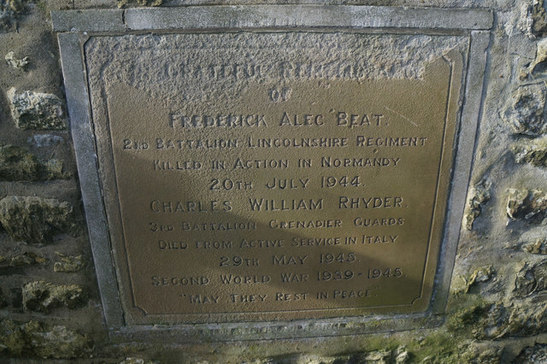 IN GRATEFUL REMEMBRANCE
OF
FREDERICK ALEC BEAT.
2ND BATTALION, LINCOLNSHIRE REGIMENT
KILLED IN ACTION IN NORMANDY
20TH JULY 1944.
CHARLES WILLIAM RHYDER.
3RD BATTALION GRENADIER GUARDS.
DIED FROM ACTIVE SERVICE IN ITALY
29TH MAY 1945.
SECOND WORLD WAR 1939-1945.
"MAY THEY REST IN PEACE."